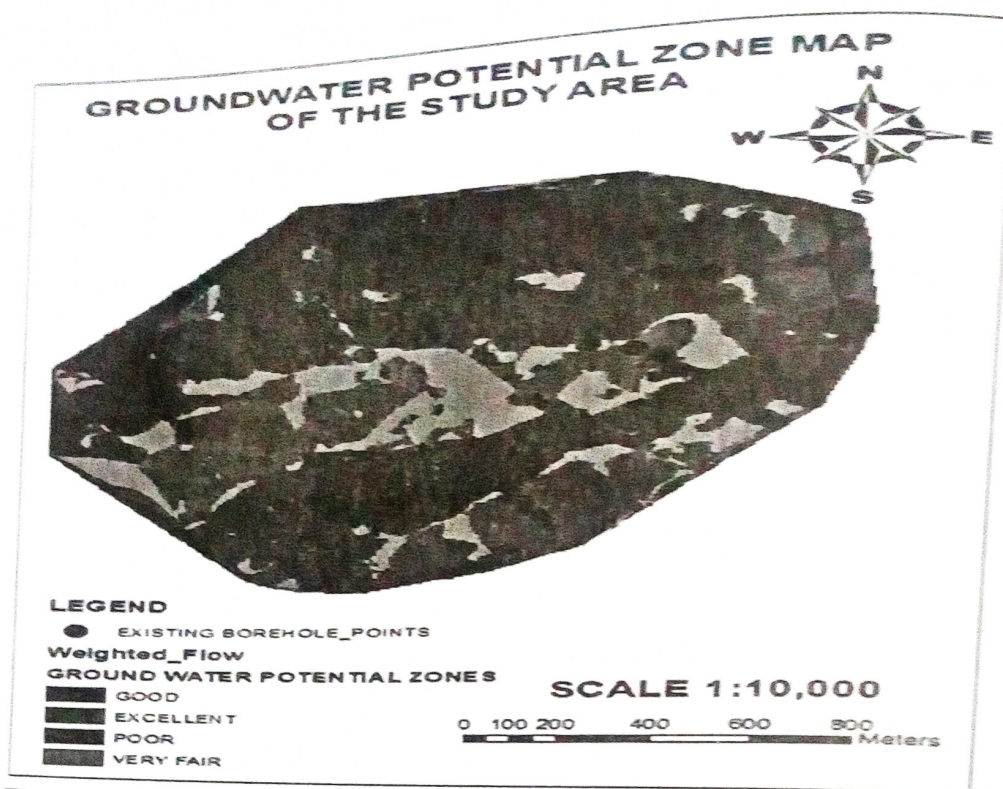 GROUNDWATER POTENTIAL ZONE MAP
OF THE STUDY AREA
N
W E
S
LEGEND
EXISTING BOREHOLE_POINTS
Weighted_Flow
GROUND WATER POTENTIAL ZONES
GOOD
EXCELLENT
POOR
VERY FAIR
SCALE 1:10,000
0 100 200 400 600 800
Meters